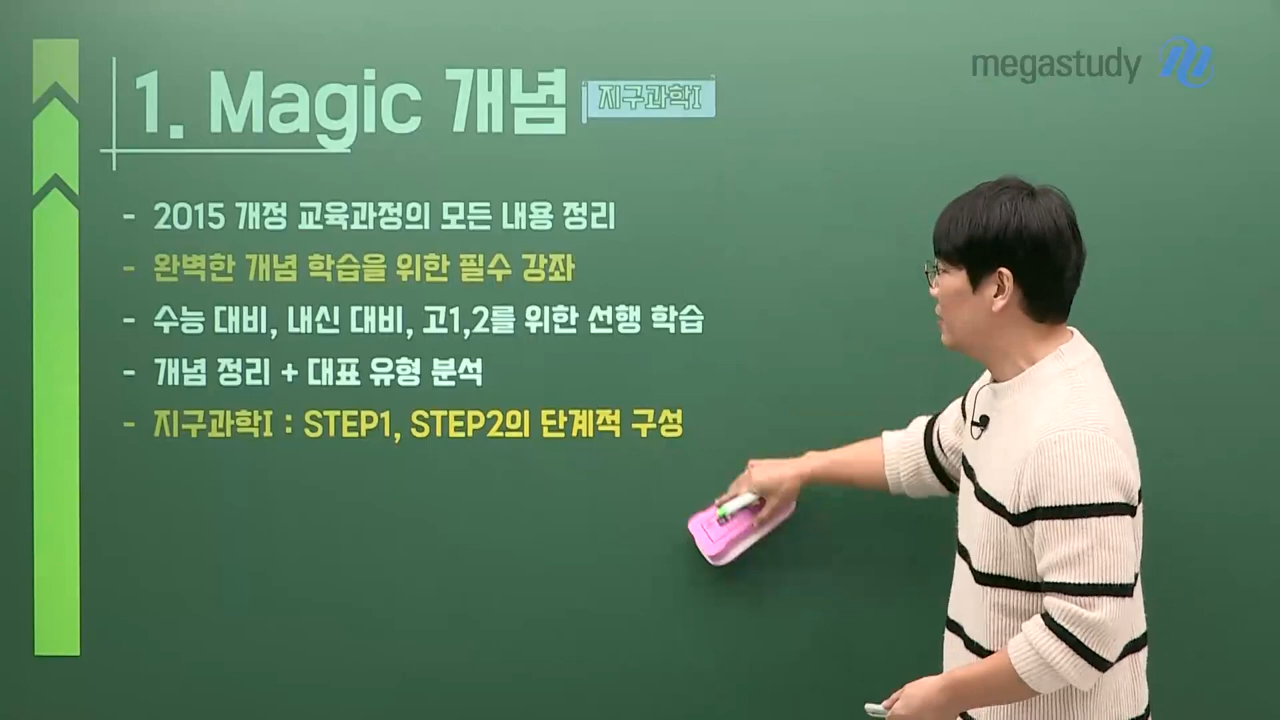 megastudy
1. Magic 개념 지구과학I
- 2015 개정 교육과정의 모든 내용 정리
- 완벽한 개념 학습을 위한 필수 강좌
- 수능 대비, 내신 대비, 고1,2를 위한 선행 학습
- 개념 정리 + 대표 유형 분석
- 지구과학I : STEP1, STEP2의 단계적 구성